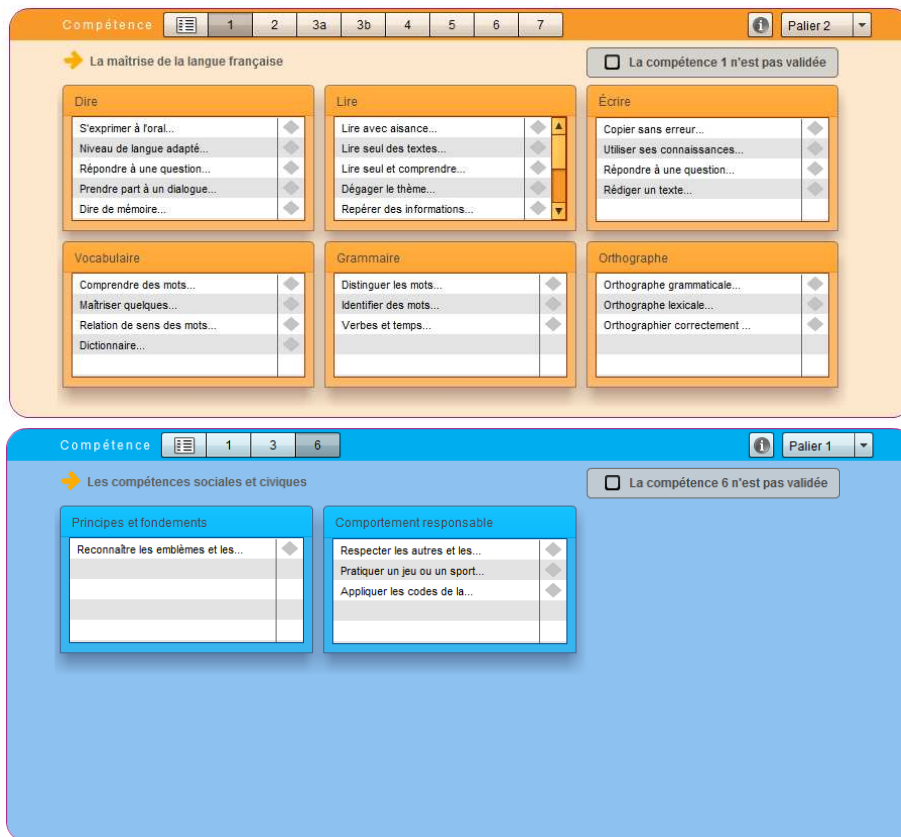 Compétence 1 2 3a 3b 4 5 6 7 Palier 2
La maîtrise de la langue française
La compétence 1 n'est pas validée
Dire
S'exprimer à l'oral...
Niveau de langue adapté...
Répondre à une question...
Prendre part à un dialogue...
Dire de mémoire...
Lire
Lire avec aisance...
Lire seul des textes...
Lire seul et comprendre...
Dégager le thème...
Repérer des informations...
Écrire
Copier sans erreur...
Utiliser ses connaissances...
Répondre à une question...
Rédiger un texte...
Vocabulaire
Comprendre des mots...
Maîtriser quelques...
Relation de sens des mots...
Dictionnaire...
Grammaire
Distinguer les mots...
Identifier des mots...
Verbes et temps...
Orthographe
Orthographe grammaticale...
Orthographe lexicale...
Orthographier correctement ...
Compétence 1 3 6 Palier 1
Les compétences sociales et civiques
La compétence 6 n'est pas validée
Principes et fondements
Reconnaître les emblèmes et les...
Comportement responsable
Respecter les autres et les...
Pratiquer un jeu ou un sport...
Appliquer les codes de la...